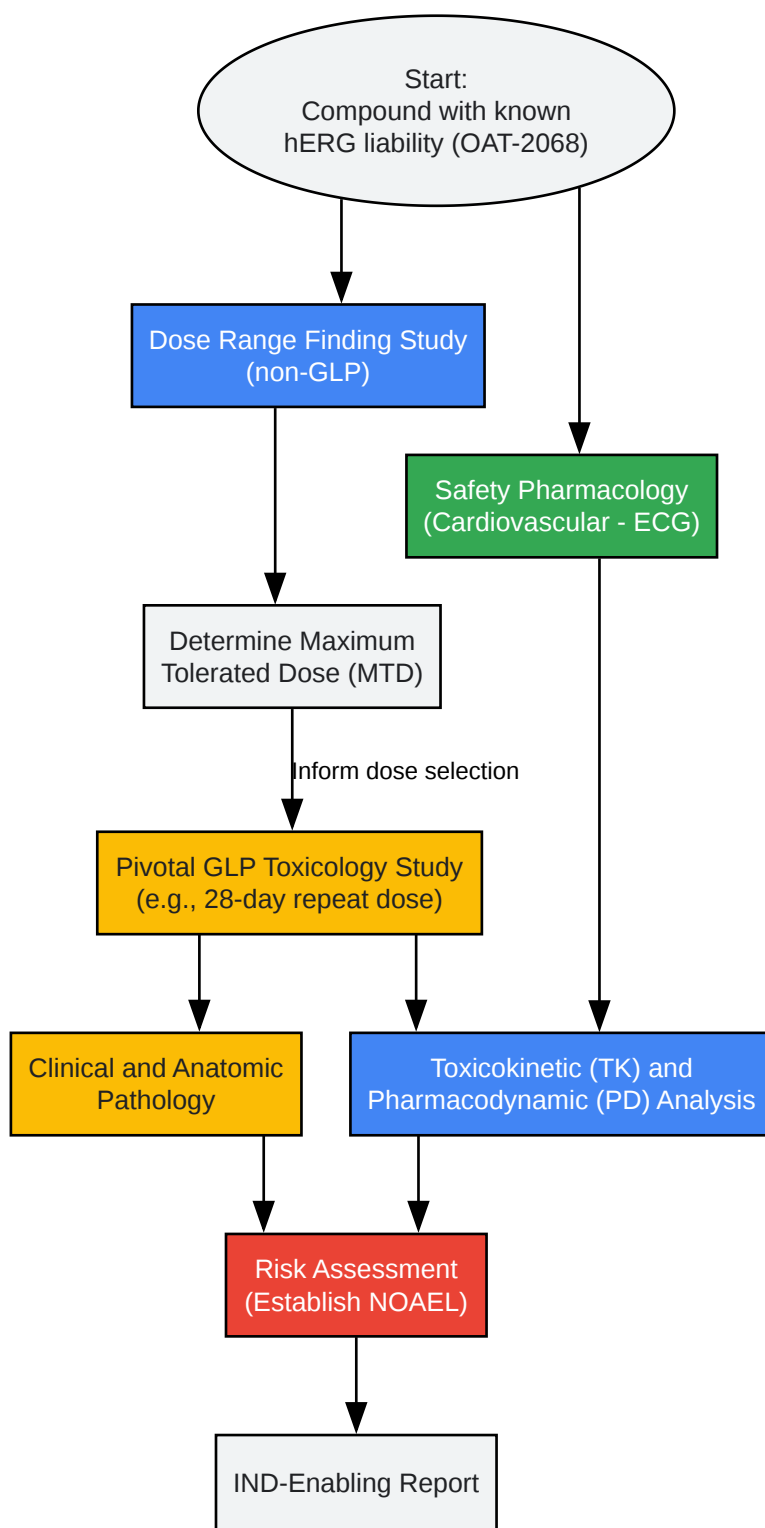 Start:
Compound with known
hERG liability (OAT-2068)
Dose Range Finding Study
(non-GLP)
Safety Pharmacology
(Cardiovascular - ECG)
Determine Maximum
Tolerated Dose (MTD)
Inform dose selection
Pivotal GLP Toxicology Study
(e.g., 28-day repeat dose)
Clinical and Anatomic
Pathology
Toxicokinetic (TK) and
Pharmacodynamic (PD) Analysis
Risk Assessment
(Establish NOAEL)
IND-Enabling Report